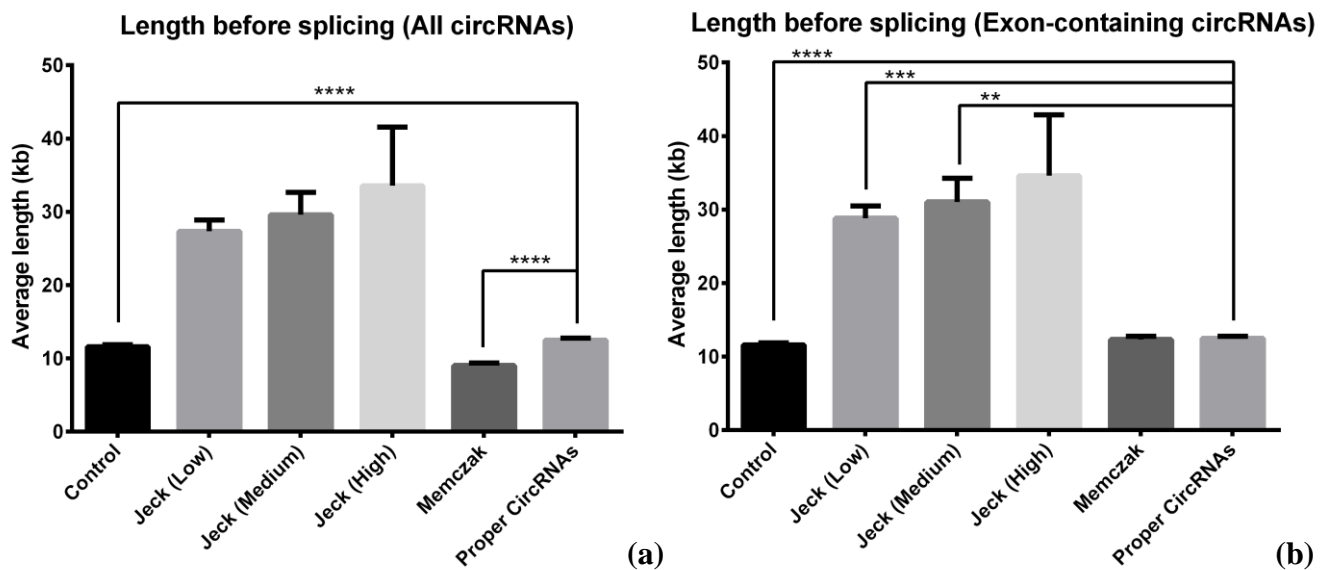 Length before splicing (All circRNAs)
Average length (kb)
50
40
30
20
10
0
****
****
Control
Jeck (Low)
Jeck (Medium)
Jeck (High)
Memczak
Proper CircRNAs
(a)
Length before splicing (Exon-containing circRNAs)
Average length (kb)
50
40
30
20
10
0
****
***
**
Control
Jeck (Low)
Jeck (Medium)
Jeck (High)
Memczak
Proper CircRNAs
(b)